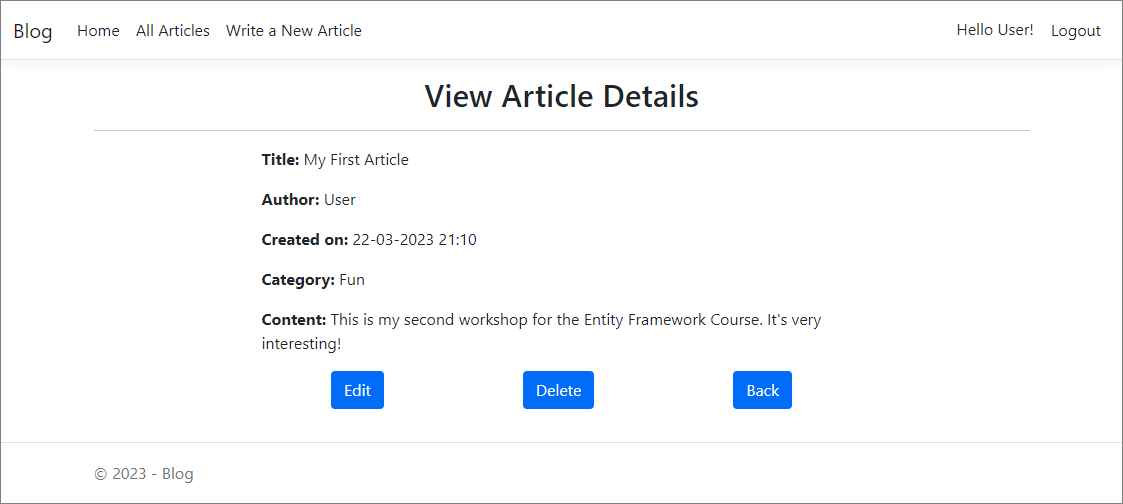 Blog Home All Articles Write a New Article Hello User! Logout
View Article Details
Title: My First Article
Author: User
Created on: 22-03-2023 21:10
Category: Fun
Content: This is my second workshop for the Entity Framework Course. It's very
interesting!
Edit Delete Back
© 2023 - Blog